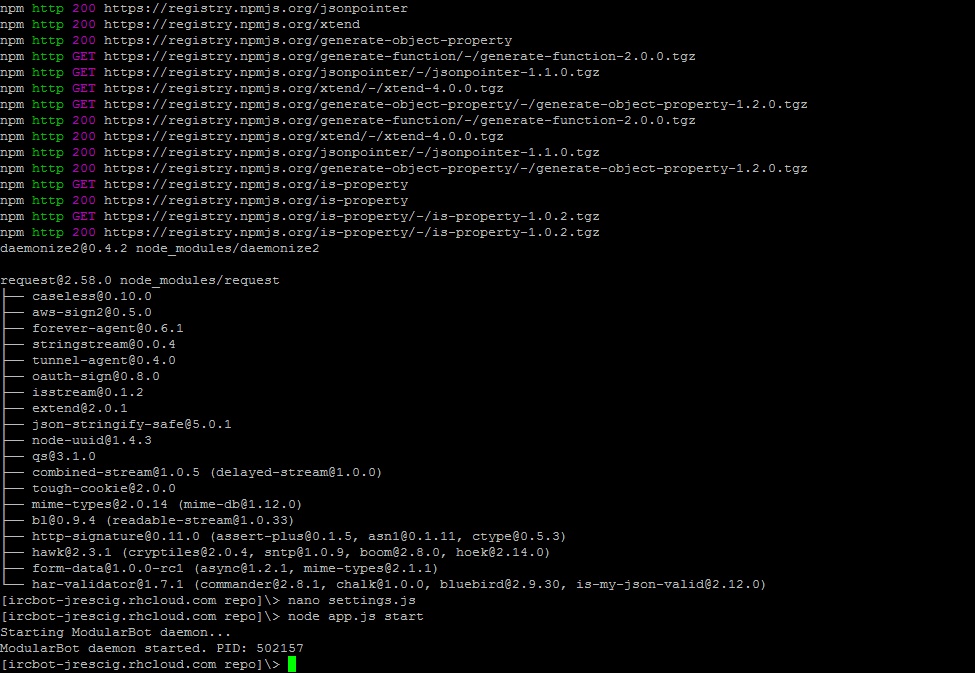 npm http 200 https://registry.npmjs.org/jsonpointer
npm http 200 https://registry.npmjs.org/xtend
npm http 200 https://registry.npmjs.org/generate-object-property
npm http GET https://registry.npmjs.org/generate-function/-/generate-function-2.0.0.tgz
npm http GET https://registry.npmjs.org/jsonpointer/-/jsonpointer-1.1.0.tgz
npm http GET https://registry.npmjs.org/xtend/-/xtend-4.0.0.tgz
npm http GET https://registry.npmjs.org/generate-object-property/-/generate-object-property-1.2.0.tgz
npm http 200 https://registry.npmjs.org/generate-function/-/generate-function-2.0.0.tgz
npm http 200 https://registry.npmjs.org/xtend/-/xtend-4.0.0.tgz
npm http 200 https://registry.npmjs.org/jsonpointer/-/jsonpointer-1.1.0.tgz
npm http 200 https://registry.npmjs.org/generate-object-property/-/generate-object-property-1.2.0.tgz
npm http GET https://registry.npmjs.org/is-property
npm http 200 https://registry.npmjs.org/is-property
npm http GET https://registry.npmjs.org/is-property/-/is-property-1.0.2.tgz
npm http 200 https://registry.npmjs.org/is-property/-/is-property-1.0.2.tgz
daemonize2@0.4.2 node_modules/daemonize2

request@2.58.0 node_modules/request
├── caseless@0.10.0
├── aws-sign2@0.5.0
├── forever-agent@0.6.1
├── stringstream@0.0.4
├── tunnel-agent@0.4.0
├── oauth-sign@0.8.0
├── isstream@0.1.2
├── extend@2.0.1
├── json-stringify-safe@5.0.1
├── node-uuid@1.4.3
├── qs@3.1.0
├── combined-stream@1.0.5 (delayed-stream@1.0.0)
├── tough-cookie@2.0.0
├── mime-types@2.0.14 (mime-db@1.12.0)
├── bl@0.9.4 (readable-stream@1.0.33)
├── http-signature@0.11.0 (assert-plus@0.1.5, asn1@0.1.11, ctype@0.5.3)
├── hawk@2.3.1 (cryptiles@2.0.4, sntp@1.0.9, boom@2.8.0, hoek@2.14.0)
├── form-data@1.0.0-rc1 (async@1.2.1, mime-types@2.1.1)
└── har-validator@1.7.1 (commander@2.8.1, chalk@1.0.0, bluebird@2.9.30, is-my-json-valid@2.12.0)
[ircbot-jrescig.rhcloud.com repo]\> nano settings.js
[ircbot-jrescig.rhcloud.com repo]\> node app.js start
Starting ModularBot daemon...
ModularBot daemon started. PID: 502157
[ircbot-jrescig.rhcloud.com repo]\>